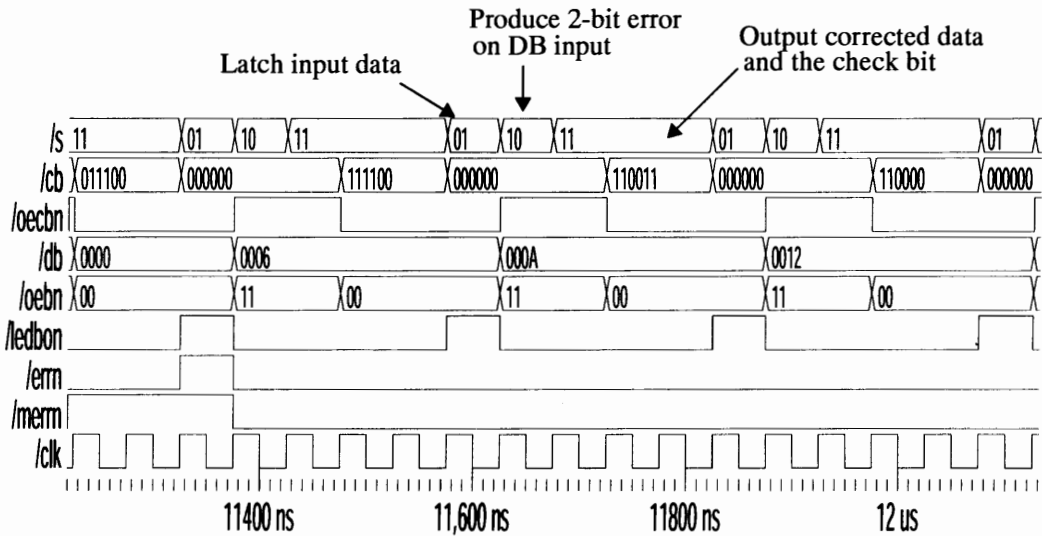 Produce 2-bit error
on DB input
Output corrected data
and the check bit
Latch input data
/s 11 01 10 11 01 10 11 01 10 11 01
/cb 011100 000000 111100 000000 110011 000000 110000 000000
/oecbn
/db 0000 0006 000A 0012
/oebn 00 11 00 11 00 11 00
/ledbon
/errn
/merrn
/clk
11400 ns 11,600 ns 11800 ns 12 us